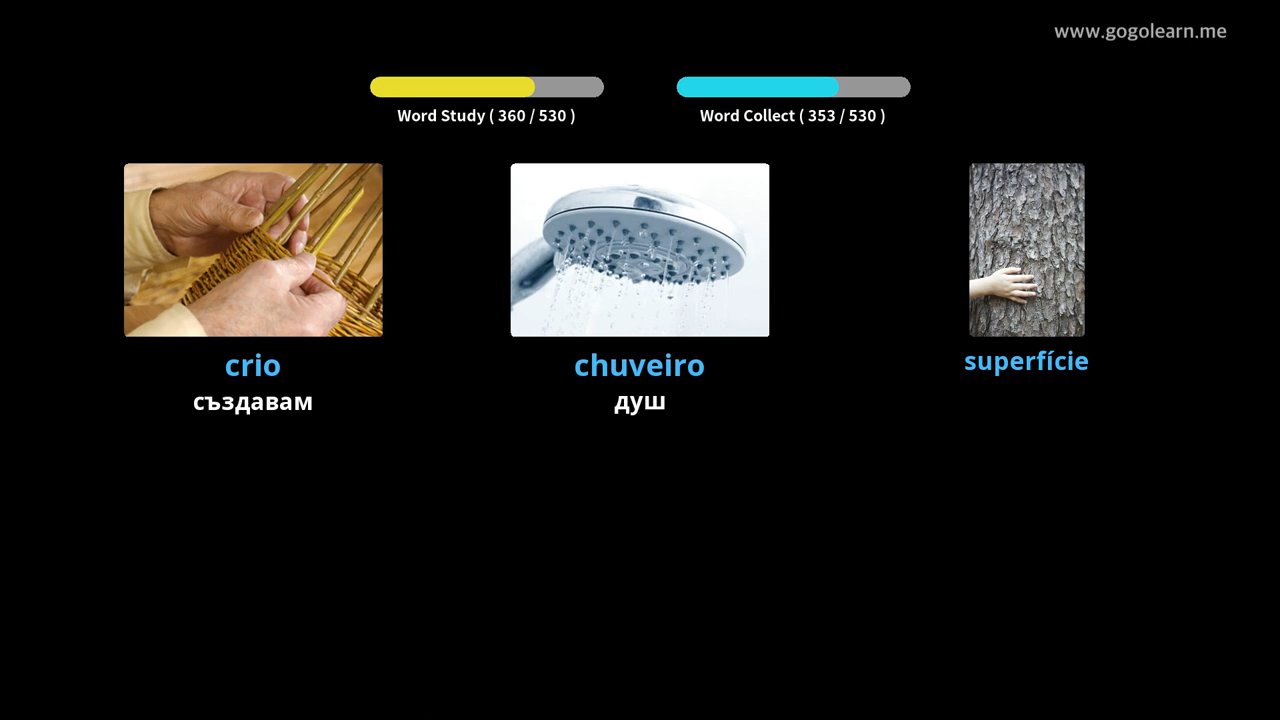 www.gogolearn.me
Word Study ( 360 / 530 )
Word Collect ( 353 / 530 )
crio
създавам
chuveiro
душ
superfície